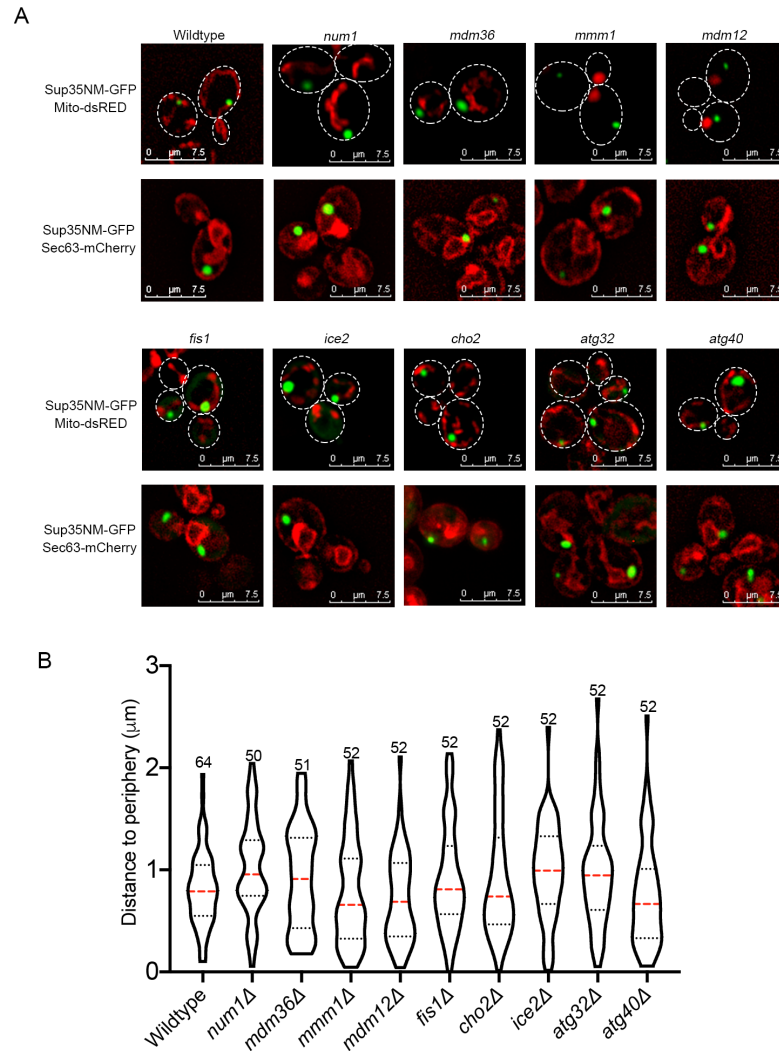 A
Wildtype num1 mdm36 mmm1 mdm12
Sup35NM-GFP
Mito-dsRED
0 µm 7.5 0 µm 7.5 0 µm 7.5 0 µm 7.5 0 µm 7.5
Sup35NM-GFP
Sec63-mCherry
0 µm 7.5 0 µm 7.5 0 µm 7.5 0 µm 7.5 0 µm 7.5
fis1 ice2 cho2 atg32 atg40
Sup35NM-GFP
Mito-dsRED
0 µm 7.5 0 µm 7.5 0 µm 7.5 0 µm 7.5 0 µm 7.5
Sup35NM-GFP
Sec63-mCherry
0 µm 7.5 0 µm 7.5 0 µm 7.5 0 µm 7.5 0 µm 7.5
B
Distance to periphery (µm)
3
2
1
0
64 50 51 52 52 52 52 52 52 52
Wildtype num1Δ mdm36Δ mmm1Δ mdm12Δ fis1Δ cho2Δ ice2Δ atg32Δ atg40Δ